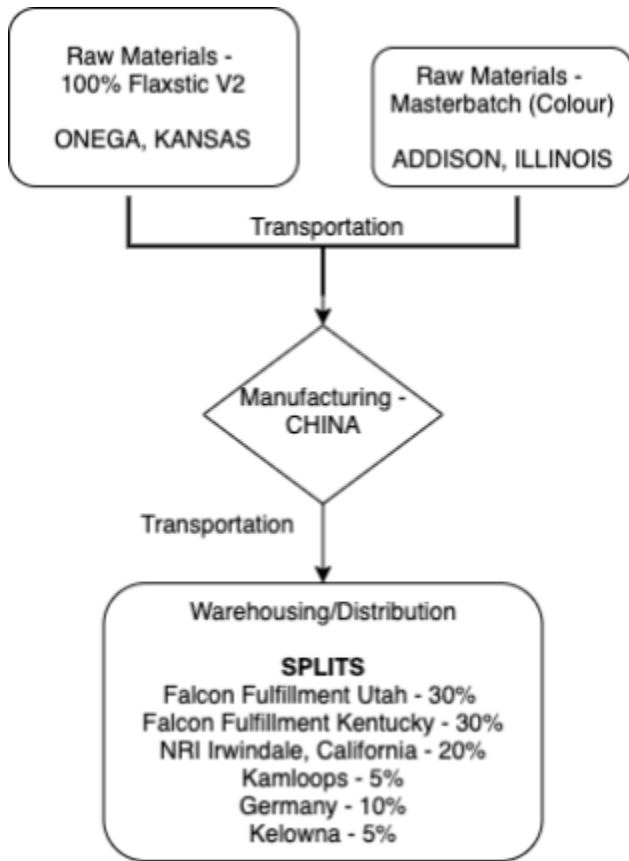 Raw Materials -
100% Flaxstic V2
ONEGA, KANSAS
Raw Materials -
Masterbatch (Colour)
ADDISON, ILLINOIS
Transportation
Manufacturing -
CHINA
Transportation
Warehousing/Distribution
SPLITS
Falcon Fulfillment Utah - 30%
Falcon Fulfillment Kentucky - 30%
NRI Irwindale, California - 20%
Kamloops - 5%
Germany - 10%
Kelowna - 5%